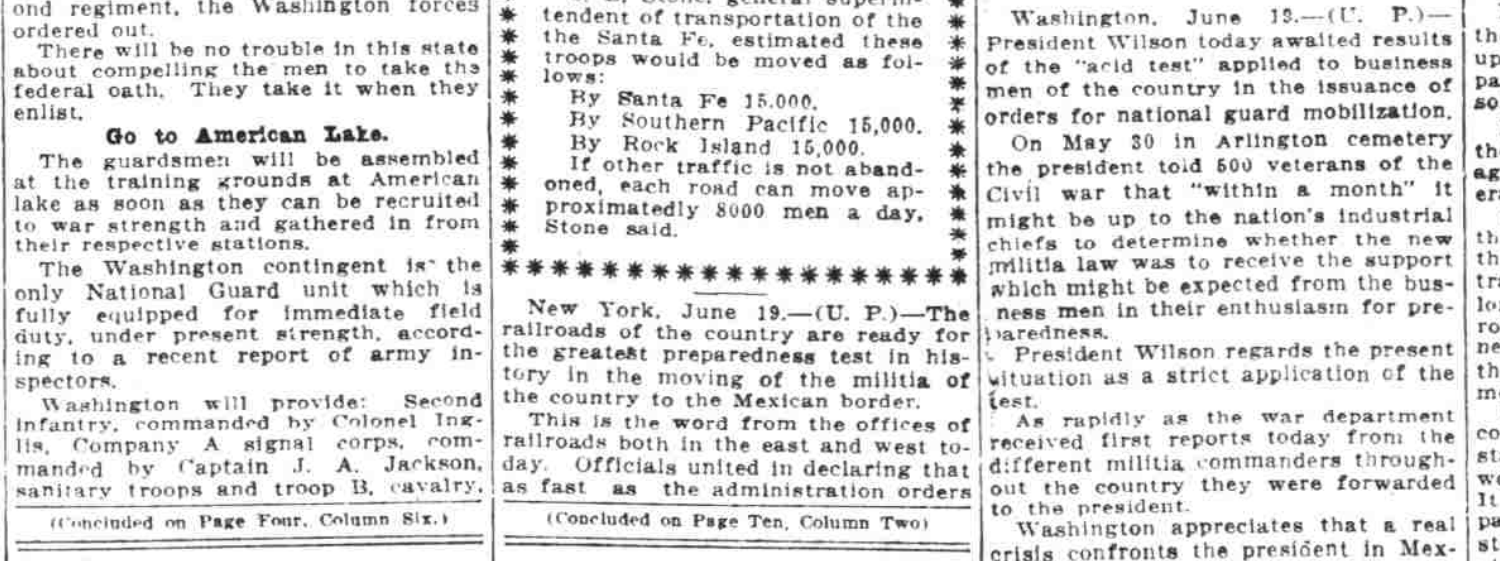 ond regiment, the Washington forces
ordered out.
There will be no trouble in this state
about compelling the men to take the
federal oath. They take it when they
enlist.
Go to American Lake.
The guardsmen will be assembled
at the training grounds at American
lake as soon as they can be recruited
to war strength and gathered in from
their respective stations.
The Washington contingent is the
only National Guard unit which is
fully equipped for immediate field
duty, under present strength, accord-
ing to a recent report of army in-
spectors.
Washington will provide: Second
infantry, commanded by Colonel Ing-
lis, Company A signal corps, com-
manded by Captain J. A. Jackson,
sanitary troops and troop B, cavalry,
(Concluded on Page Four, Column Six.)
Stone, general superin-
tendent of transportation of the
the Santa Fe, estimated these
troops would be moved as fol-
lows:
By Santa Fe 15,000.
By Southern Pacific 15,000.
By Rock Island 15,000.
If other traffic is not aband-
oned, each road can move ap-
proximatedly 8000 men a day,
Stone said.
New York, June 19.—(U. P.)—The
railroads of the country are ready for
the greatest preparedness test in his-
tory in the moving of the militia of
the country to the Mexican border.
This is the word from the offices of
railroads both in the east and west to-
day. Officials united in declaring that
as fast as the administration orders
(Concluded on Page Ten, Column Two)
Washington, June 19.—(U. P.)—
President Wilson today awaited results
of the "acid test" applied to business
men of the country in the issuance of
orders for national guard mobilization.
On May 30 in Arlington cemetery
the president told 500 veterans of the
Civil war that "within a month" it
might be up to the nation's industrial
chiefs to determine whether the new
militia law was to receive the support
which might be expected from the bus-
ness men in their enthusiasm for pre-
paredness.
President Wilson regards the present
situation as a strict application of the
test.
As rapidly as the war department
received first reports today from the
different militia commanders through-
out the country they were forwarded
to the president.
Washington appreciates that a real
crisis confronts the president in Mex-